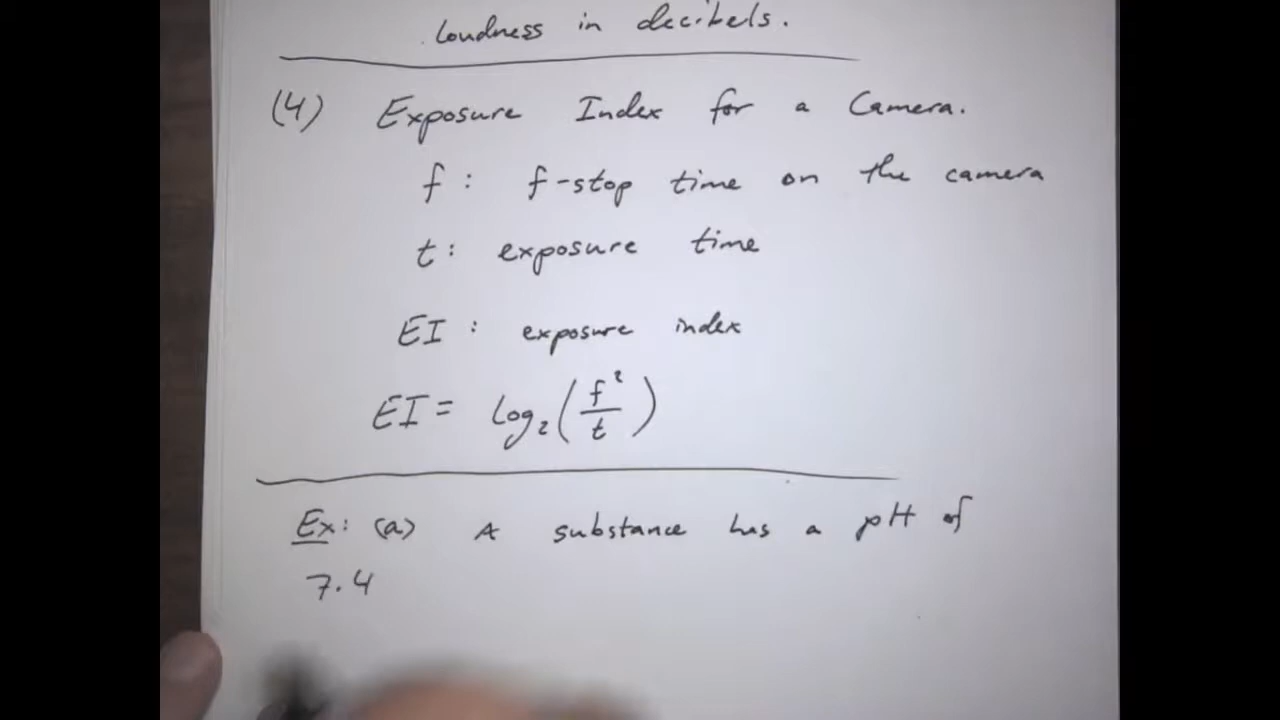 loudness in decibels.
(4) Exposure Index for a Camera.
f: f-stop time on the camera
t: exposure time
EI: exposure index
EI = log₂(f²/t)
Ex: (a) A substance has a pH of
7.4